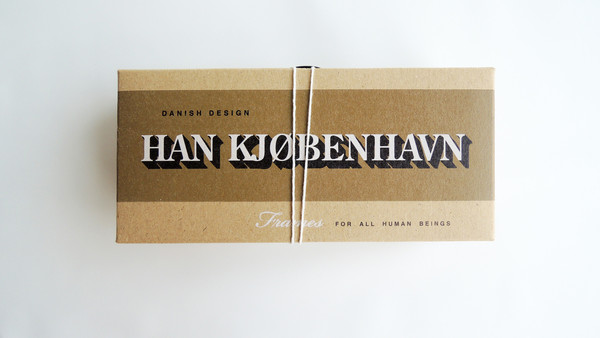 DANISH DESIGN
HAN KJØBENHAVN
Frames FOR ALL HUMAN BEINGS